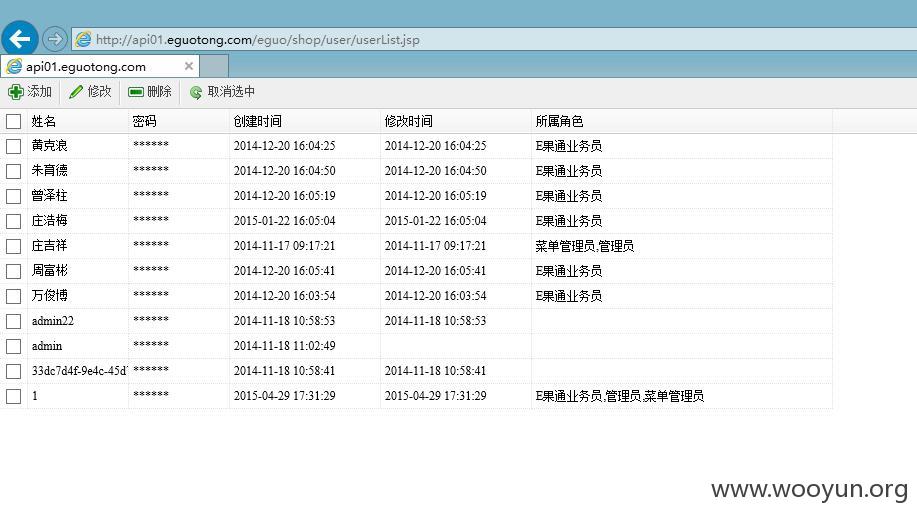 http://api01.eguotong.com/eguo/shop/user/userList.jsp
api01.eguotong.com
添加 修改 删除 取消选中
姓名 密码 创建时间 修改时间 所属角色
黄克浪 ****** 2014-12-20 16:04:25 2014-12-20 16:04:25 E果通业务员
朱育德 ****** 2014-12-20 16:04:50 2014-12-20 16:04:50 E果通业务员
曾泽柱 ****** 2014-12-20 16:05:19 2014-12-20 16:05:19 E果通业务员
庄浩梅 ****** 2015-01-22 16:05:04 2015-01-22 16:05:04 E果通业务员
庄吉祥 ****** 2014-11-17 09:17:21 2014-11-17 09:17:21 菜单管理员,管理员
周富彬 ****** 2014-12-20 16:05:41 2014-12-20 16:05:41 E果通业务员
万俊博 ****** 2014-12-20 16:03:54 2014-12-20 16:03:54 E果通业务员
admin22 ****** 2014-11-18 10:58:53 2014-11-18 10:58:53
admin ****** 2014-11-18 11:02:49
33dc7d4f-9e4c-45d ****** 2014-11-18 10:58:41 2014-11-18 10:58:41
1 ****** 2015-04-29 17:31:29 2015-04-29 17:31:29 E果通业务员,管理员,菜单管理员
www.wooyun.org